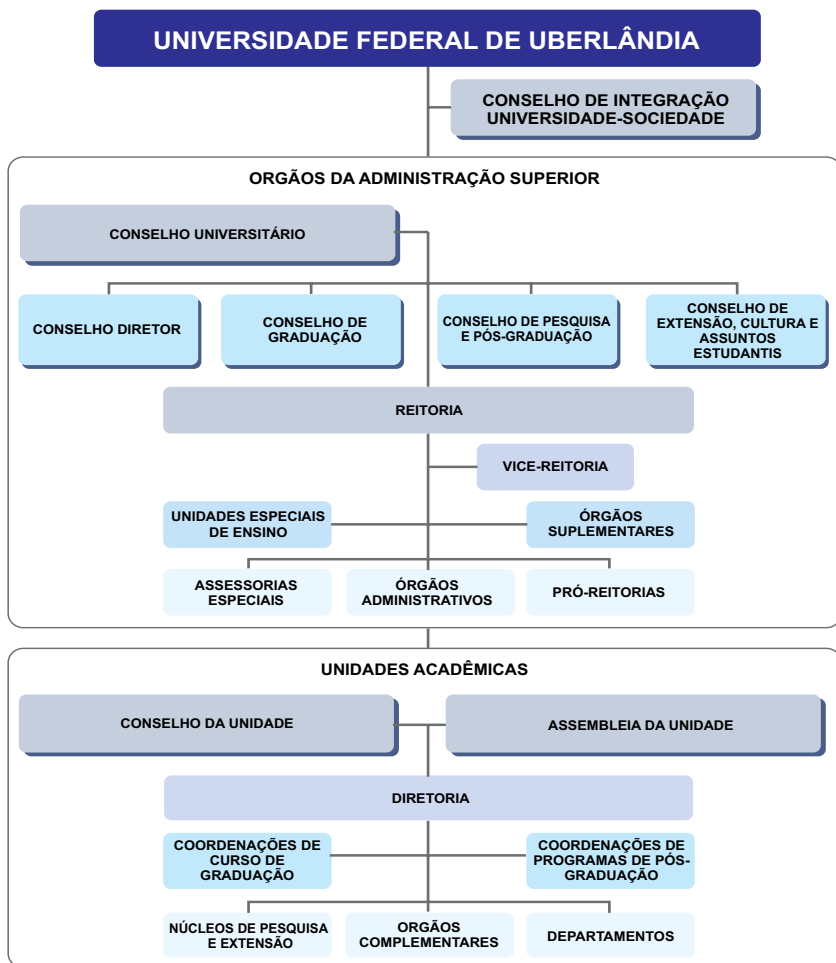 UNIVERSIDADE FEDERAL DE UBERLÂNDIA
CONSELHO DE INTEGRAÇÃO
UNIVERSIDADE-SOCIEDADE
ORGÃOS DA ADMINISTRAÇÃO SUPERIOR
CONSELHO UNIVERSITÁRIO
CONSELHO DIRETOR
CONSELHO DE
GRADUAÇÃO
CONSELHO DE PESQUISA
E PÓS-GRADUAÇÃO
CONSELHO DE
EXTENSÃO, CULTURA E
ASSUNTOS
ESTUDANTIS
REITORIA
VICE-REITORIA
UNIDADES ESPECIAIS
DE ENSINO
ÓRGÃOS
SUPLEMENTARES
ASSESSORIAS
ESPECIAIS
ÓRGÃOS
ADMINISTRATIVOS
PRÓ-REITORIAS
UNIDADES ACADÊMICAS
CONSELHO DA UNIDADE
ASSEMBLEIA DA UNIDADE
DIRETORIA
COORDENAÇÕES DE
CURSO DE
GRADUAÇÃO
COORDENAÇÕES DE
PROGRAMAS DE PÓS-
GRADUAÇÃO
NÚCLEOS DE PESQUISA
E EXTENSÃO
ORGÃOS
COMPLEMENTARES
DEPARTAMENTOS